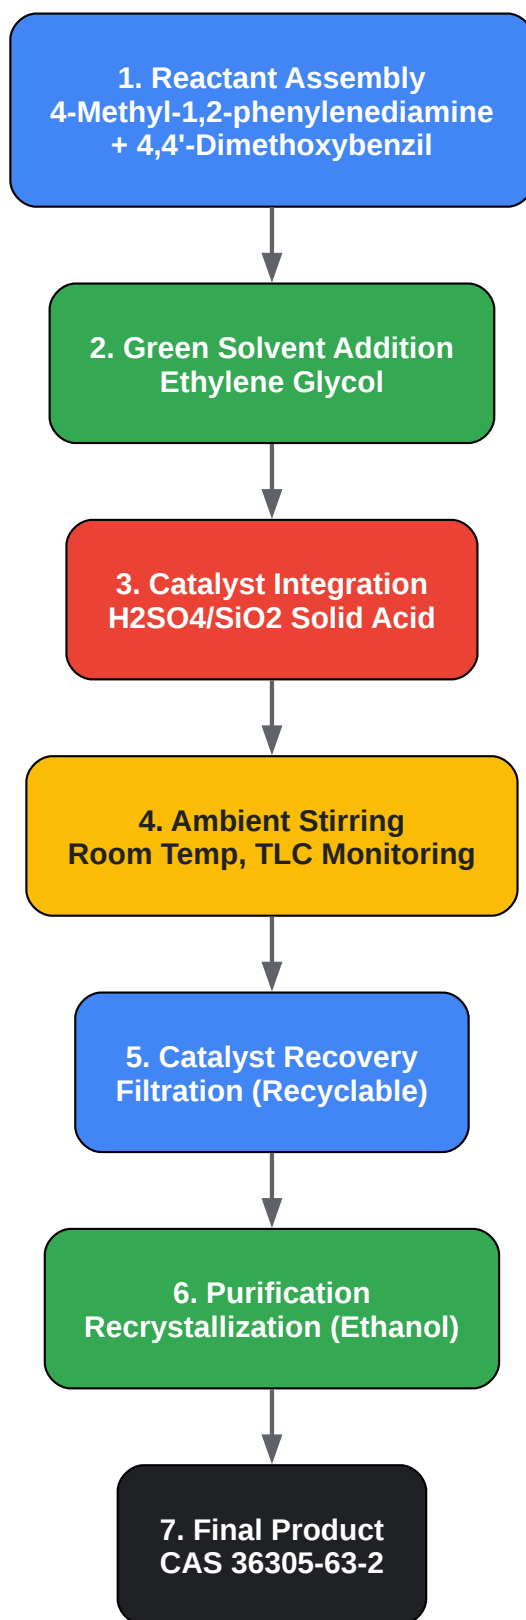 1. Reactant Assembly
4-Methyl-1,2-phenylenediamine
+ 4,4'-Dimethoxybenzil
2. Green Solvent Addition
Ethylene Glycol
3. Catalyst Integration
H2SO4/SiO2 Solid Acid
4. Ambient Stirring
Room Temp, TLC Monitoring
5. Catalyst Recovery
Filtration (Recyclable)
6. Purification
Recrystallization (Ethanol)
7. Final Product
CAS 36305-63-2